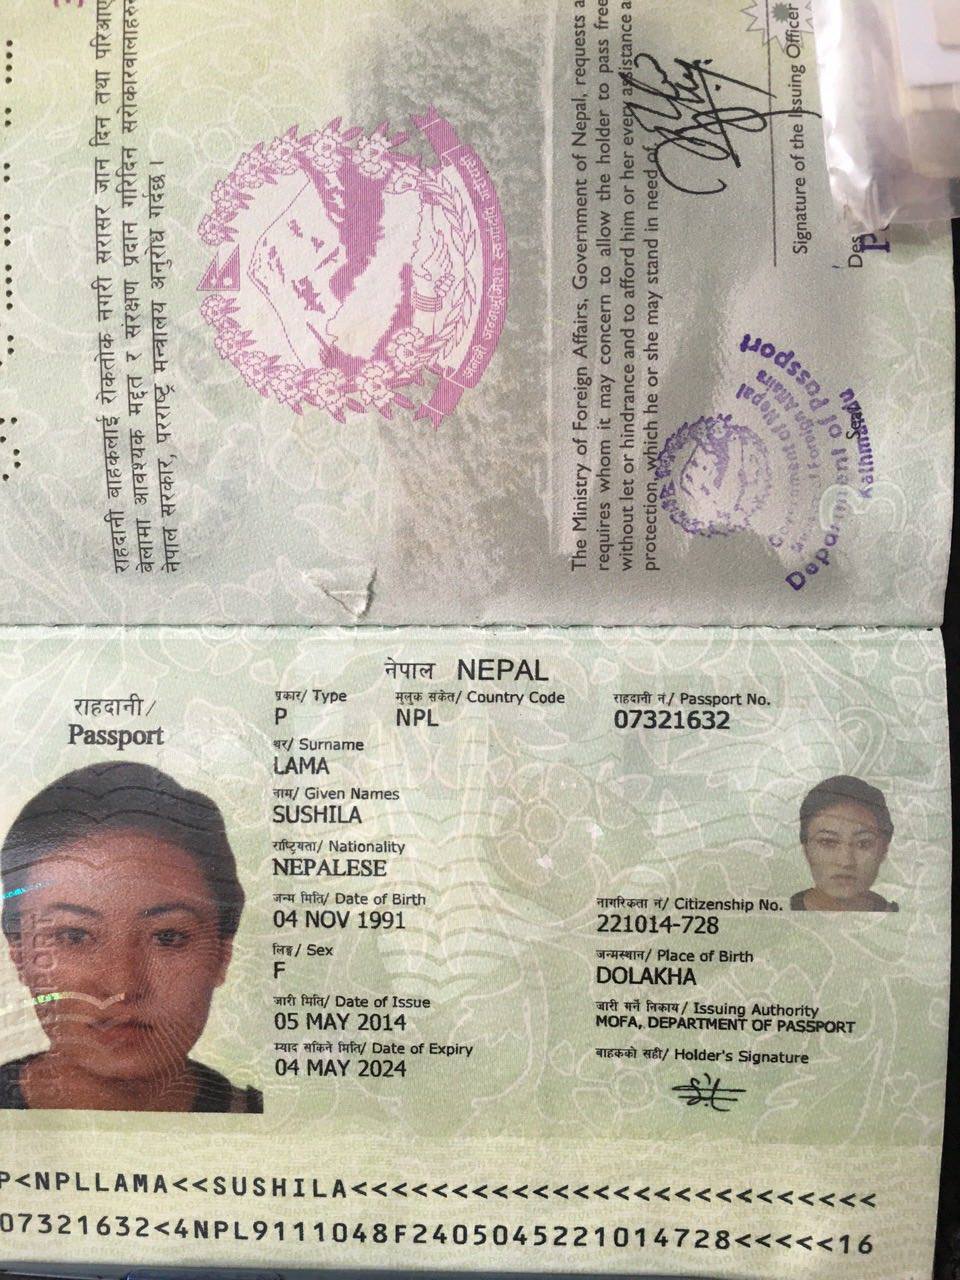 राहदानी बाहकलाई रोकतोक नगरी सरासर जान दिन तथा परिआएको
बेलामा आवश्यक मद्दत र संरक्षण प्रदान गरिदिन सरोकारवालाहरू
नेपाल सरकार, परराष्ट्र मन्त्रालय अनुरोध गर्दछ ।
The Ministry of Foreign Affairs, Government of Nepal, requests a
requires whom it may concern to allow the holder to pass free
without let or hindrance and to afford him or her every assistance a
protection, which he or she may stand in need of
Signature of the Issuing Officer
Des
Seal
Government of Nepal
Foreign Affairs
Department of Passport
Kathmandu
नेपाल NEPAL
राहदानी/
Passport
प्रकार/ Type
मुलुक संकेत/ Country Code
राहदानी नं/ Passport No.
P
NPL
07321632
थर/ Surname
LAMA
नाम/ Given Names
SUSHILA
राष्ट्रियता/ Nationality
NEPALESE
जन्म मिति/ Date of Birth
04 NOV 1991
नागरिकता नं/ Citizenship No.
221014-728
लिङ्ग/ Sex
F
जन्मस्थान/ Place of Birth
DOLAKHA
जारी मिति/ Date of Issue
05 MAY 2014
जारी गर्ने निकाय/ Issuing Authority
MOFA, DEPARTMENT OF PASSPORT
म्याद सकिने मिति/ Date of Expiry
04 MAY 2024
बाहकको सही/ Holder's Signature
P<NPLLAMA<<SUSHILA<<<<<<<<<<<<<<<<<<<<<<<<<<
07321632<4NPL9111048F2405045221014728<<<<<16